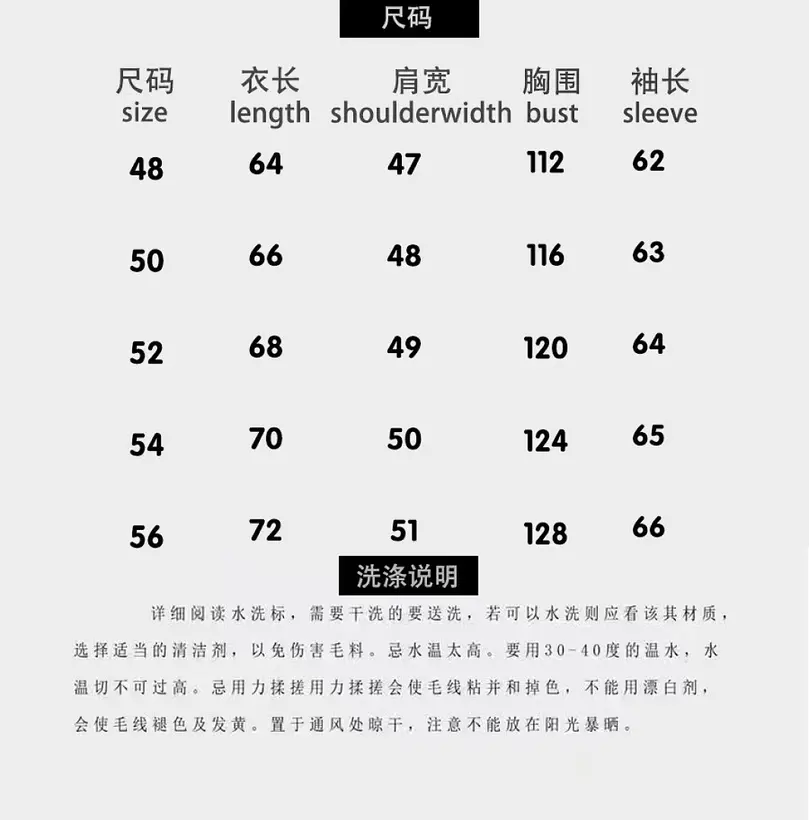 尺码
尺码 衣长 肩宽 胸围 袖长
size length shoulderwidth bust sleeve
48 64 47 112 62
50 66 48 116 63
52 68 49 120 64
54 70 50 124 65
56 72 51 128 66
洗涤说明
详细阅读水洗标，需要干洗的要送洗，若可以水洗则应看该其材质，
选择适当的清洁剂，以免伤害毛料。忌水温太高。要用30-40度的温水，水
温切不可过高。忌用力揉搓用力揉搓会使毛线粘并和掉色，不能用漂白剂，
会使毛线褪色及发黄。置于通风处晾干，注意不能放在阳光暴晒。